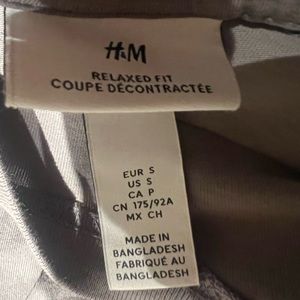 H&M
RELAXED FIT
COUPE DÉCONTRACTÉE
EUR S
US S
CA P
CN 175/92A
MX CH
MADE IN
BANGLADESH
FABRIQUÉ AU
BANGLADESH